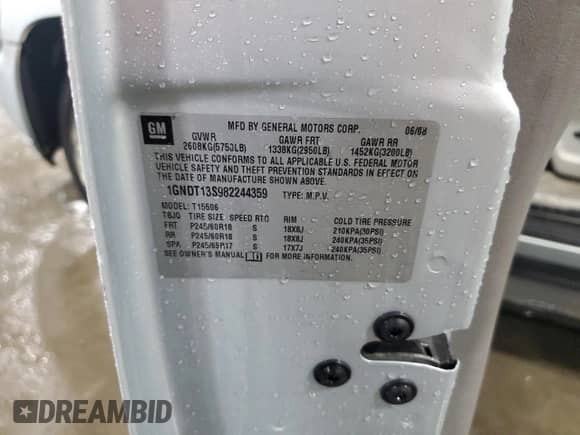 GM
MFD BY GENERAL MOTORS CORP. 06/08
GVWR GAWR FRT GAWR RR
2608KG(5750LB) 1338KG(2950LB) 1452KG(3200LB)
THIS VEHICLE CONFORMS TO ALL APPLICABLE U.S. FEDERAL MOTOR
VEHICLE SAFETY AND THEFT PREVENTION STANDARDS IN EFFECT ON
THE DATE OF MANUFACTURE SHOWN ABOVE.
1GNDT13S982244359 TYPE: M.P.V.
MODEL: T15506
TBJQ TIRE SIZE SPEED RTG RIM COLD TIRE PRESSURE
FRT P245/60R18 S 18X8J 210KPA(30PSI)
RR P245/60R18 S 18X8J 240KPA(35PSI)
SPA P245/65R17 S 17X7J 240KPA(35PSI)
SEE OWNER'S MANUAL FOR MORE INFORMATION.
DREAMBID